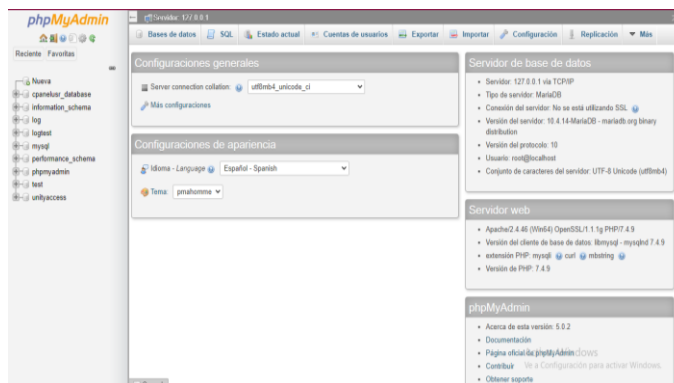 phpMyAdmin
Reciente Favoritas
Nueva
cpanelusr_database
information_schema
log
logtest
mysql
performance_schema
phpmyadmin
test
unityaccess
Servidor: 127.0.0.1
Bases de datos SQL Estado actual Cuentas de usuarios Exportar Importar Configuración Replicación Más
Configuraciones generales
Server connection collation: utf8mb4_unicode_ci
Más configuraciones
Configuraciones de apariencia
Idioma - Language Español - Spanish
Tema: pmahomme
Servidor de base de datos
Servidor: 127.0.0.1 via TCP/IP
Tipo de servidor: MariaDB
Conexión del servidor: No se está utilizando SSL
Versión del servidor: 10.4.14-MariaDB - mariadb.org binary
distribution
Versión del protocolo: 10
Usuario: root@localhost
Conjunto de caracteres del servidor: UTF-8 Unicode (utf8mb4)
Servidor web
Apache/2.4.46 (Win64) OpenSSL/1.1.1g PHP/7.4.9
Versión del cliente de base de datos: libmysql - mysqlnd 7.4.9
extensión PHP: mysqli curl mbstring
Versión de PHP: 7.4.9
phpMyAdmin
Acerca de esta versión: 5.0.2
Documentación
Página oficial de phpMyAdmin
Contribuir
Ve a Configuración para activar Windows.
Obtener soporte